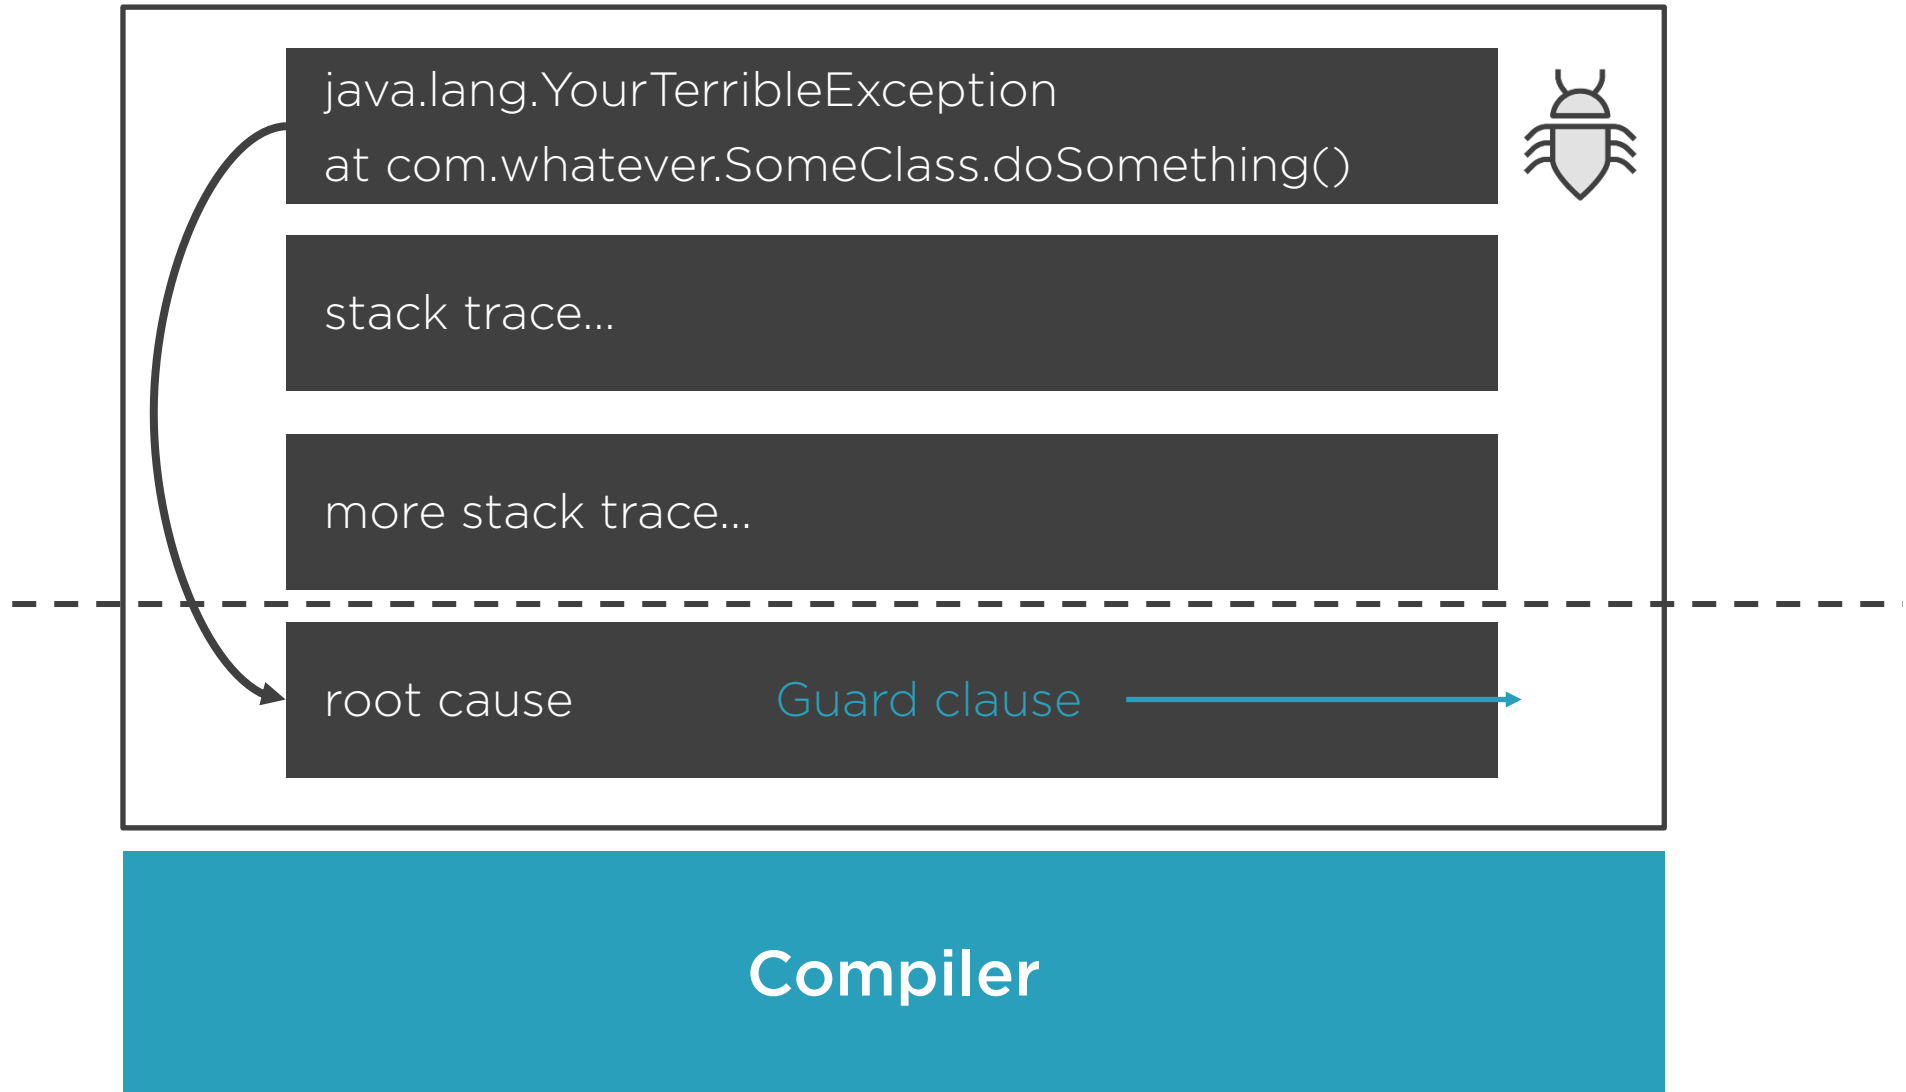 java.lang.YourTerribleException
at com.whatever.SomeClass.doSomething()
stack trace...
more stack trace...
root cause
Guard clause
Compiler